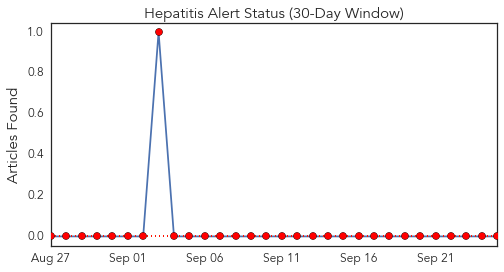 Hepatitis Alert Status (30-Day Window)
Articles Found
1.0
0.8
0.6
0.4
0.2
0.0
Aug 27 Sep 01 Sep 06 Sep 11 Sep 16 Sep 21